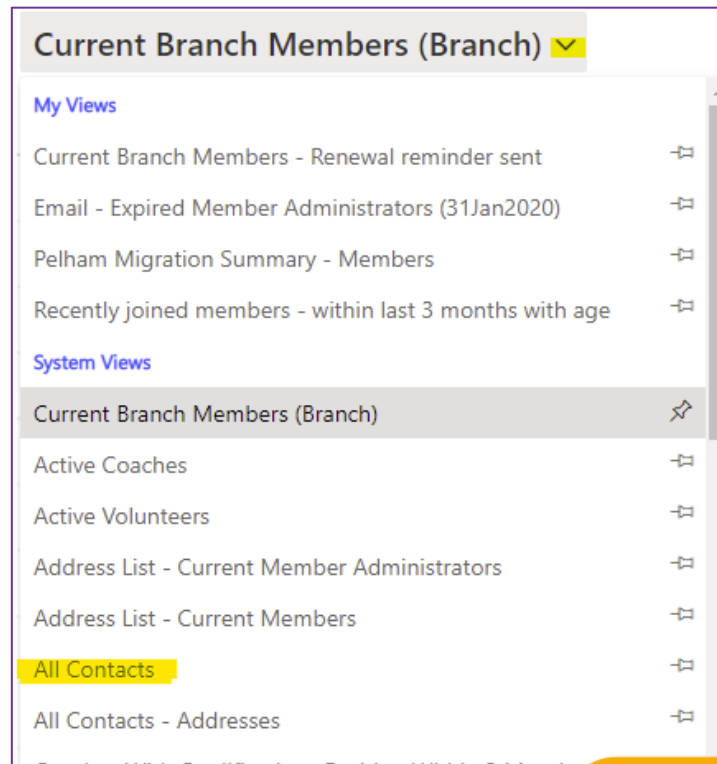 Current Branch Members (Branch)
My Views
Current Branch Members - Renewal reminder sent
Email - Expired Member Administrators (31Jan2020)
Pelham Migration Summary - Members
Recently joined members - within last 3 months with age
System Views
Current Branch Members (Branch)
Active Coaches
Active Volunteers
Address List - Current Member Administrators
Address List - Current Members
All Contacts
All Contacts - Addresses